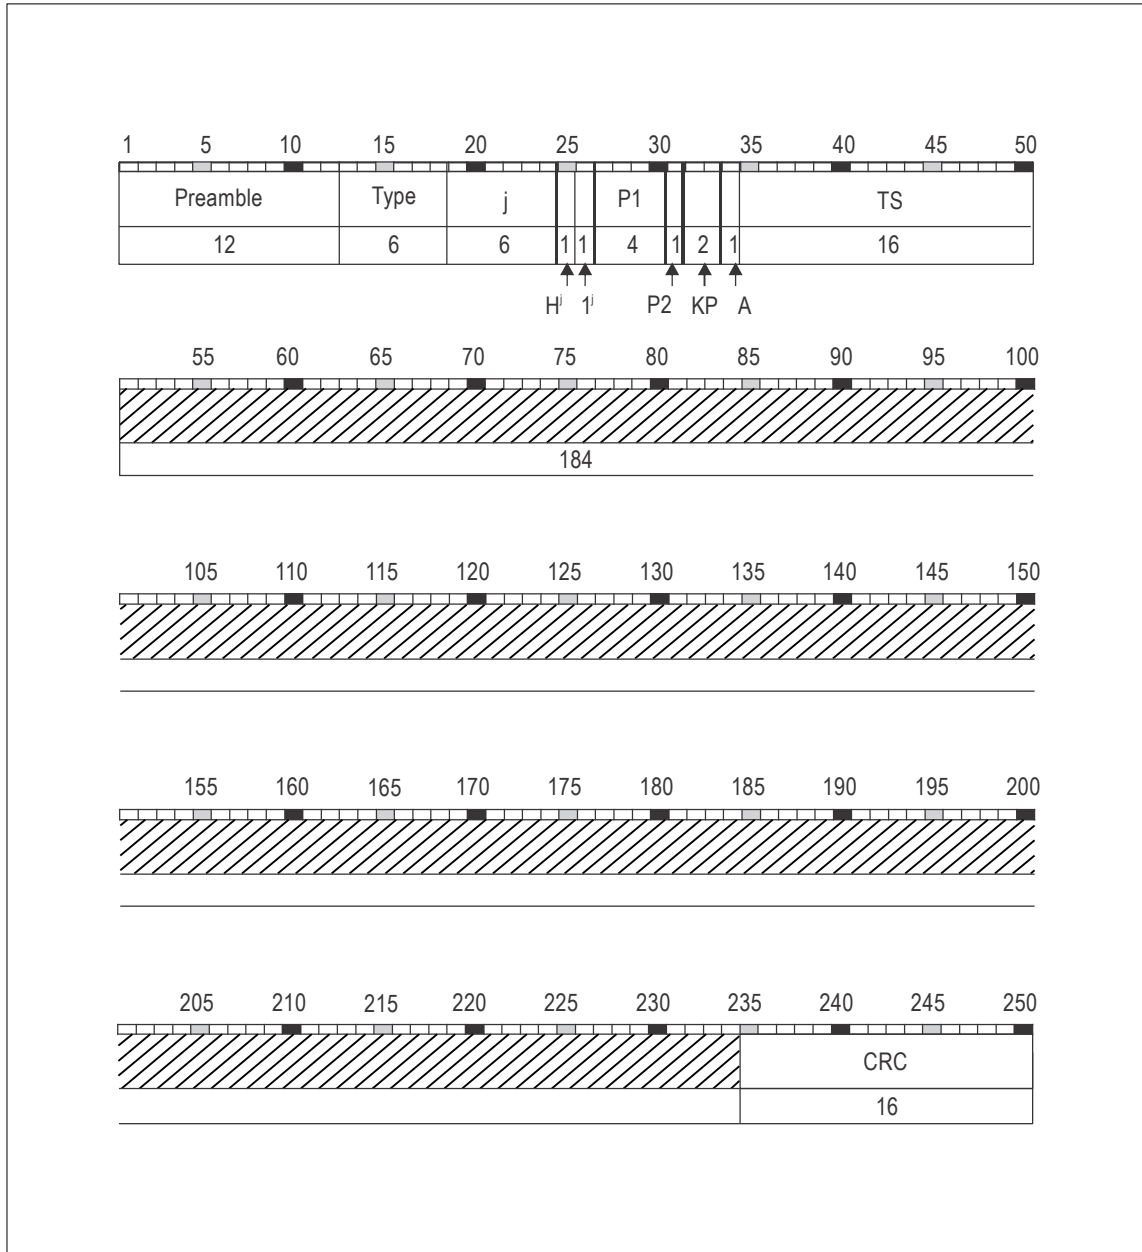 1 5 10 15 20 25 30 35 40 45 50
Preamble Type j P1 TS
12 6 6 1 1 4 1 2 1 16
Hʲ 1ʲ P2 KP A
55 60 65 70 75 80 85 90 95 100
184
105 110 115 120 125 130 135 140 145 150
155 160 165 170 175 180 185 190 195 200
205 210 215 220 225 230 235 240 245 250
CRC
16